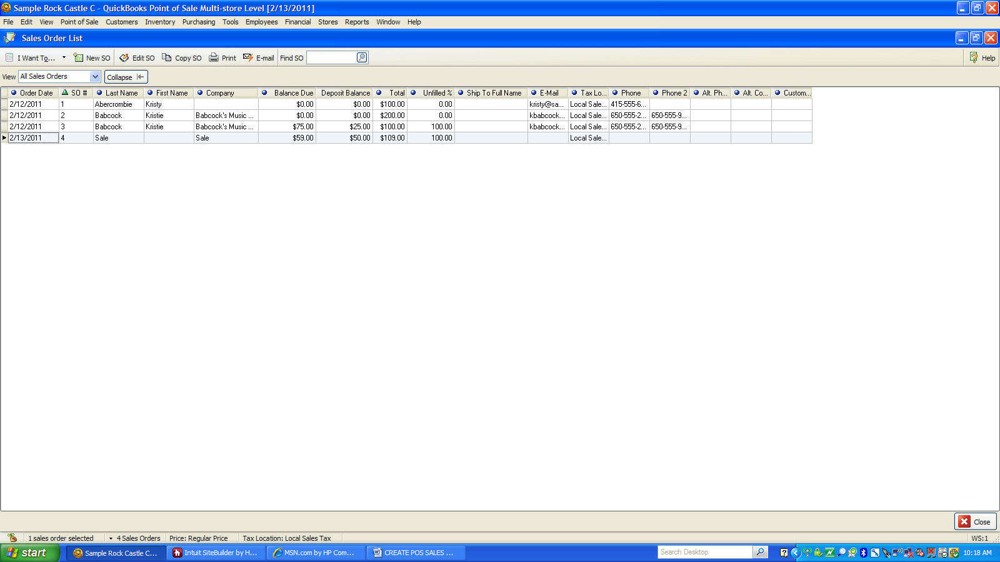 Sample Rock Castle C - QuickBooks Point of Sale Multi-store Level [2/13/2011]
File Edit View Point of Sale Customers Inventory Purchasing Tools Employees Financial Stores Reports Window Help
Sales Order List
I Want To... New SO Edit SO Copy SO Print E-mail Find SO Help
View All Sales Orders Collapse
Order Date SO # Last Name First Name Company Balance Due Deposit Balance Total Unfilled % Ship To Full Name E-Mail Tax Lo... Phone Phone 2 Alt. Ph... Alt. Co... Custom...
2/12/2011 1 Abercrombie Kristy $0.00 $0.00 $100.00 0.00 kristy@sa... Local Sale... 415-555-6...
2/12/2011 2 Babcock Kristie Babcock's Music ... $0.00 $0.00 $200.00 0.00 kbabcock... Local Sale... 650-555-2... 650-555-9...
2/12/2011 3 Babcock Kristie Babcock's Music ... $75.00 $25.00 $100.00 100.00 kbabcock... Local Sale... 650-555-2... 650-555-9...
2/13/2011 4 Sale Sale $59.00 $50.00 $109.00 100.00 Local Sale...
Close
1 sales order selected 4 Sales Orders Price: Regular Price Tax Location: Local Sales Tax WS:1
start Sample Rock Castle C... Intuit SiteBuilder by H... MSN.com by HP Com... CREATE POS SALES ... Search Desktop 10:18 AM